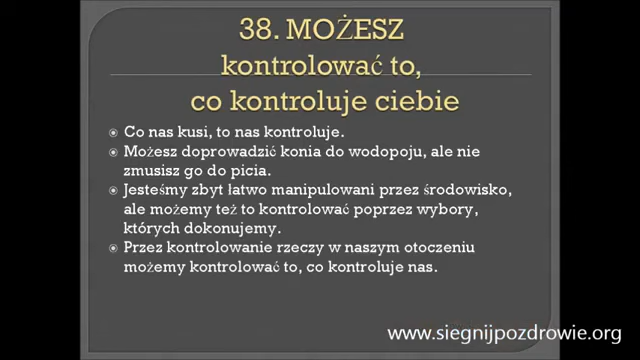 38. MOŻESZ
kontrolować to,
co kontroluje ciebie
Co nas kusi, to nas kontroluje.
Możesz doprowadzić konia do wodopoju, ale nie
zmusisz go do picia.
Jesteśmy zbyt łatwo manipulowani przez środowisko,
ale możemy też to kontrolować poprzez wybory,
których dokonujemy.
Przez kontrolowanie rzeczy w naszym otoczeniu
możemy kontrolować to, co kontroluje nas.
www.siegnijpozdrowie.org